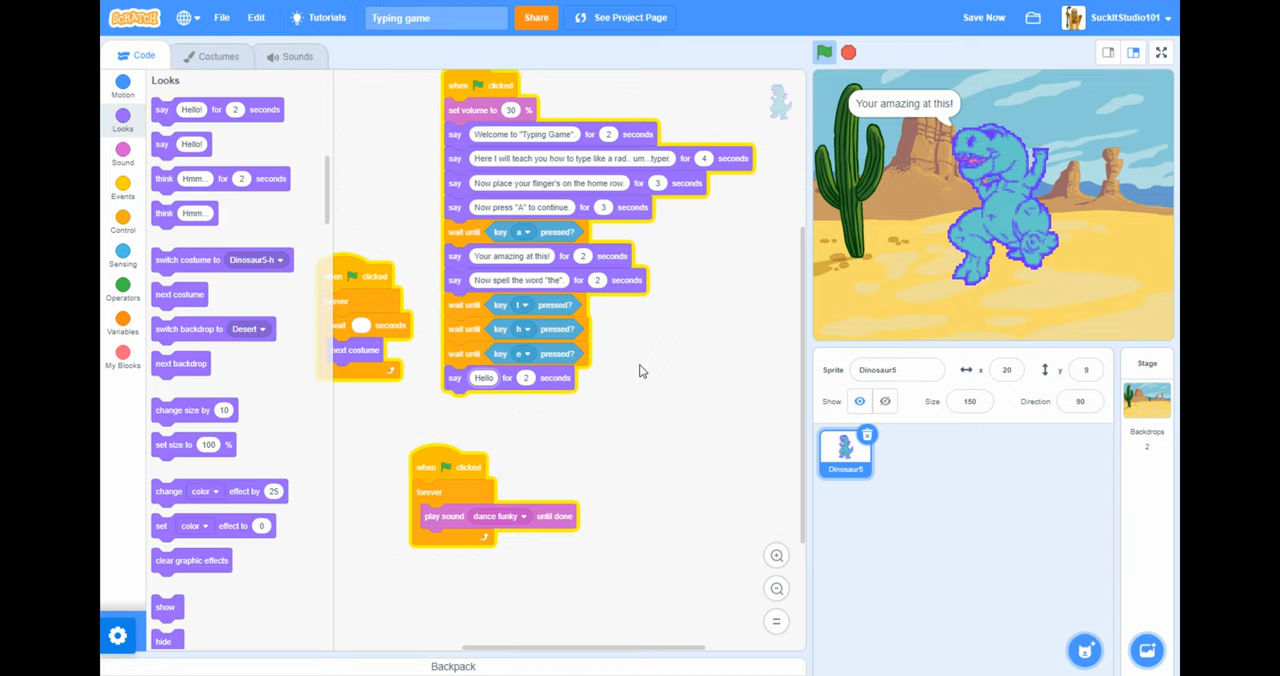 SCRATCH
File
Edit
Tutorials
Typing game
Share
See Project Page
Save Now
SuckItStudio101
Code
Costumes
Sounds
Motion
Looks
Sound
Events
Control
Sensing
Operators
Variables
My Blocks
Looks
say Hello! for 2 seconds
say Hello!
think Hmm... for 2 seconds
think Hmm...
switch costume to Dinosaur5-h
next costume
switch backdrop to Desert
next backdrop
change size by 10
set size to 100 %
change color effect by 25
set color effect to 0
clear graphic effects
show
hide
when clicked
set volume to 30 %
say Welcome to "Typing Game". for 2 seconds
say Here I will teach you how to type like a rad.. um...typer. for 4 seconds
say Now place your flinger's on the home row. for 3 seconds
say Now press "A" to continue. for 3 seconds
wait until key a pressed?
say Your amazing at this! for 2 seconds
say Now spell the word "the". for 2 seconds
wait until key t pressed?
wait until key h pressed?
wait until key e pressed?
say Hello for 2 seconds
when clicked
forever
wait seconds
next costume
when clicked
forever
play sound dance funky until done
Backpack
Your amazing at this!
Sprite Dinosaur5 x 20 y 9
Show Size 150 Direction 90
Dinosaur5
Stage
Backdrops
2